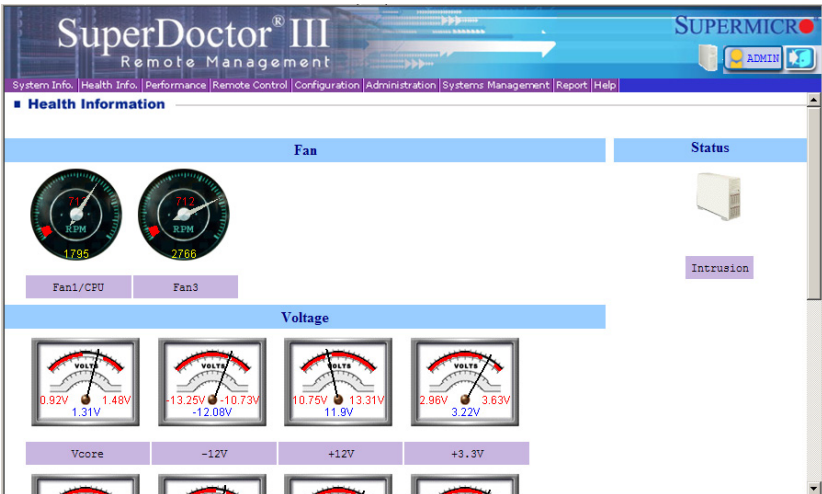 SuperDoctor® III
Remote Management
SUPERMICRO
ADMIN
System Info. Health Info. Performance Remote Control Configuration Administration Systems Management Report Help
Health Information
Fan
Status
712 712
RPM RPM
1795 2766
Fan1/CPU Fan3
Intrusion
Voltage
VOLTS VOLTS VOLTS VOLTS
0.92V 1.48V -13.25V -10.73V 10.75V 13.31V 2.96V 3.63V
1.31V -12.08V 11.9V 3.22V
Vcore -12V +12V +3.3V